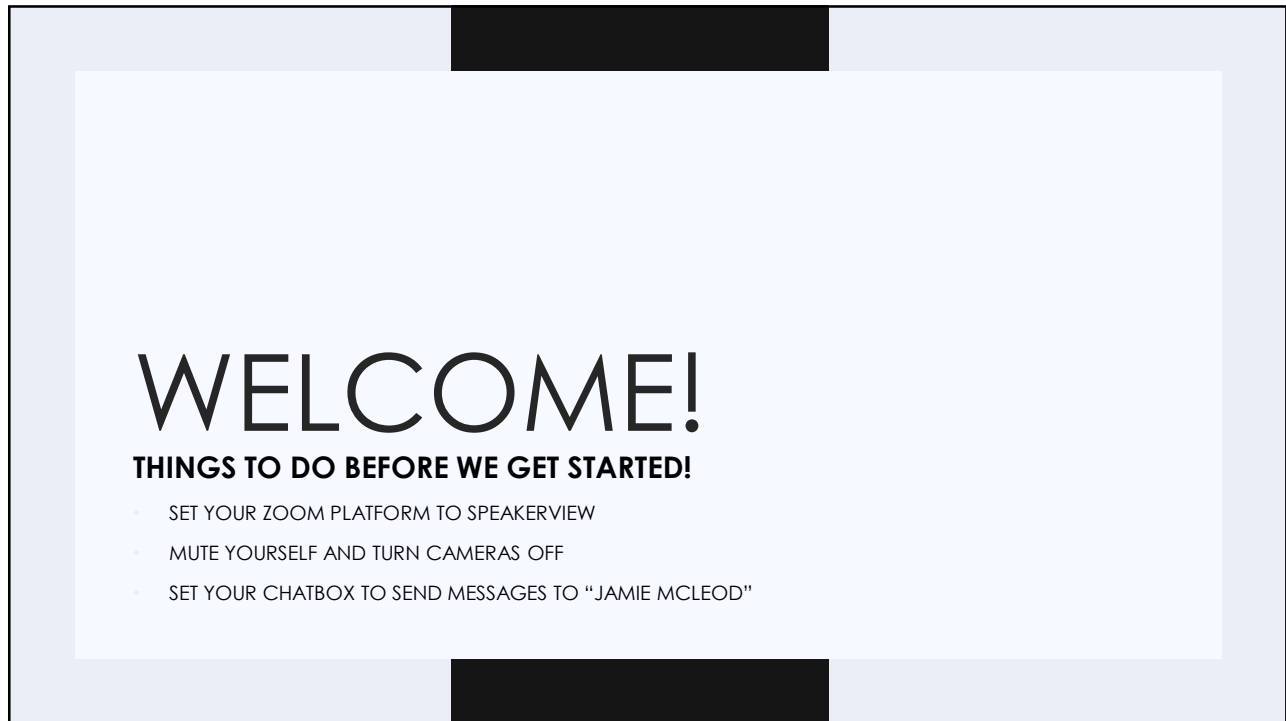 WELCOME!
THINGS TO DO BEFORE WE GET STARTED!
• SET YOUR ZOOM PLATFORM TO SPEAKERVIEW
• MUTE YOURSELF AND TURN CAMERAS OFF
• SET YOUR CHATBOX TO SEND MESSAGES TO “JAMIE MCLEOD”